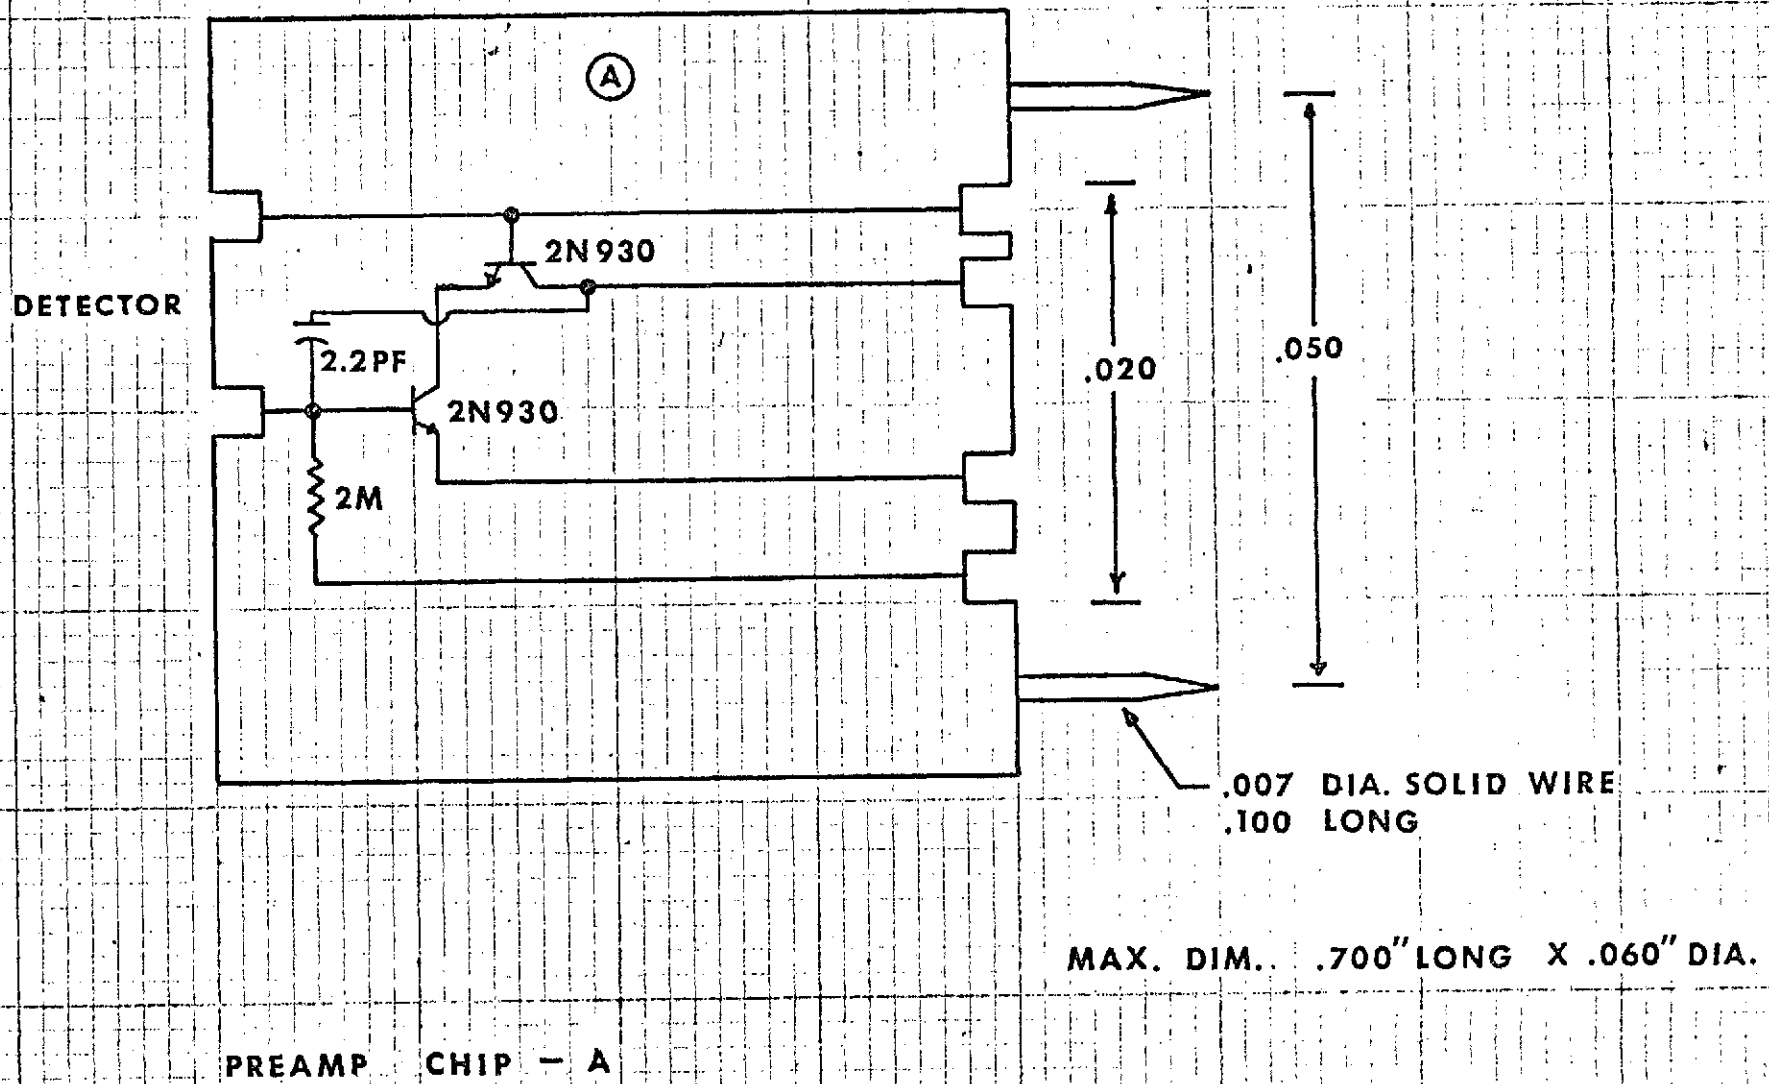 A
2N930
DETECTOR
2.2PF
.020
.050
2N930
2M
.007 DIA. SOLID WIRE
.100 LONG
MAX. DIM. .700" LONG X .060" DIA.
PREAMP CHIP - A